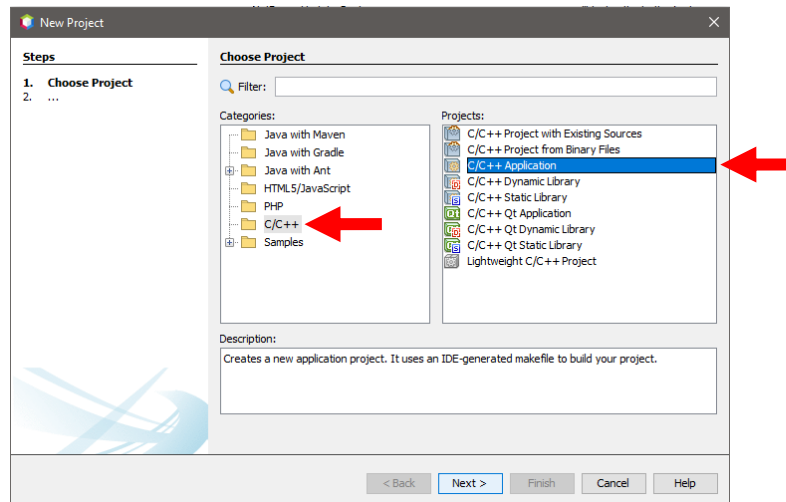 New Project
Steps
1. Choose Project
2. ...
Choose Project
Filter:
Categories:
Java with Maven
Java with Gradle
Java with Ant
HTML5/JavaScript
PHP
C/C++
Samples
Projects:
C/C++ Project with Existing Sources
C/C++ Project from Binary Files
C/C++ Application
C/C++ Dynamic Library
C/C++ Static Library
C/C++ Qt Application
C/C++ Qt Dynamic Library
C/C++ Qt Static Library
Lightweight C/C++ Project
Description:
Creates a new application project. It uses an IDE-generated makefile to build your project.
< Back
Next >
Finish
Cancel
Help